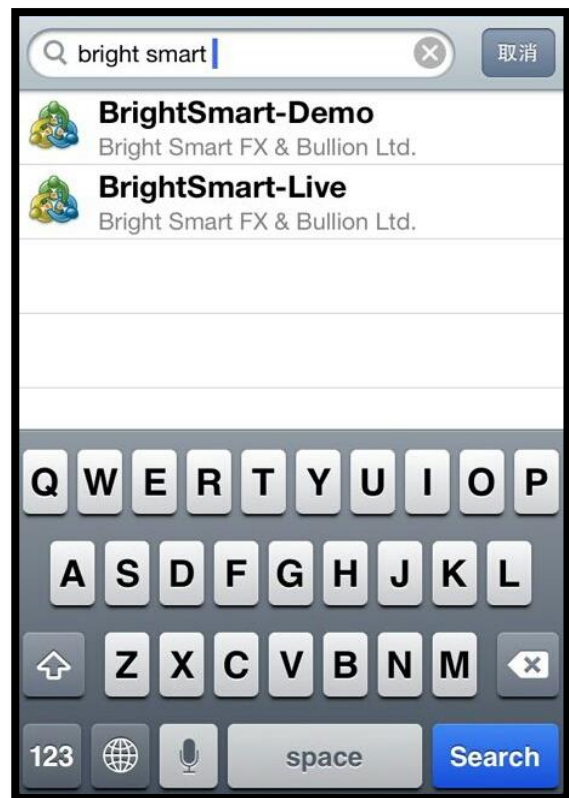 bright smart
取消
BrightSmart-Demo
Bright Smart FX & Bullion Ltd.
BrightSmart-Live
Bright Smart FX & Bullion Ltd.
Q W E R T Y U I O P
A S D F G H J K L
Z X C V B N M
123 space Search